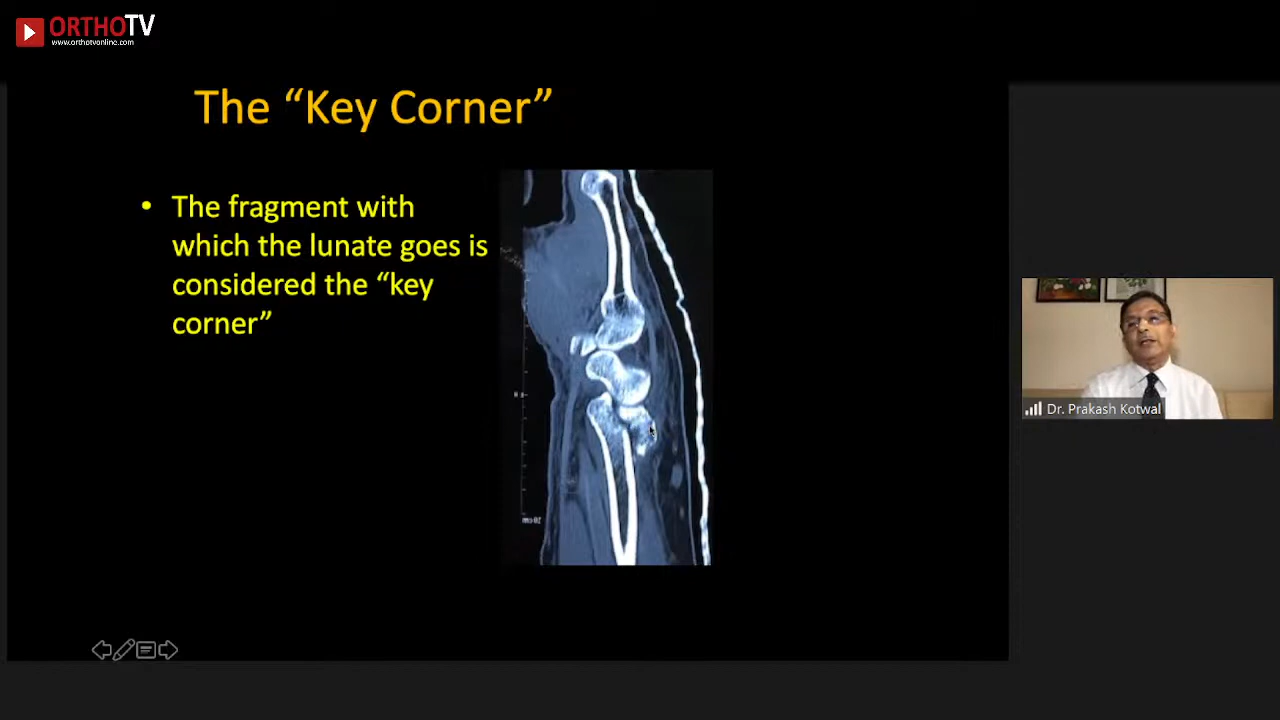 ORTHOTV
www.orthotvonline.com
The “Key Corner”
• The fragment with
which the lunate goes is
considered the “key
corner”
Dr. Prakash Kotwal